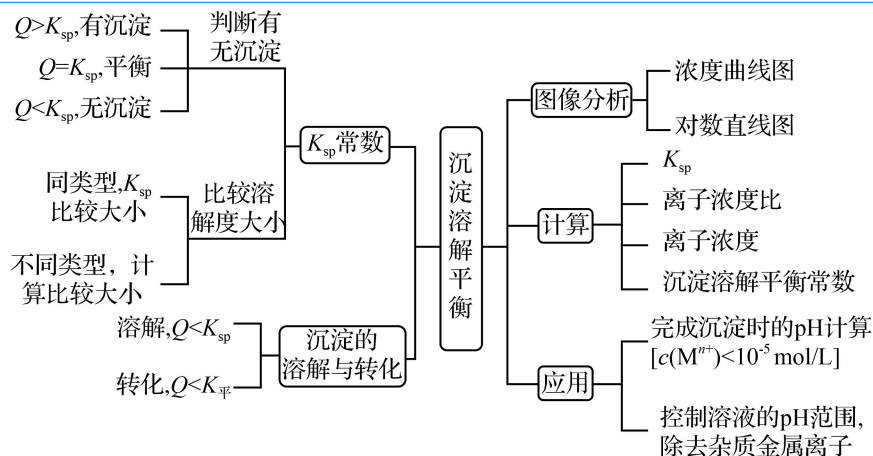 Q>Ksp,有沉淀
Q=Ksp,平衡
Q<Ksp,无沉淀
判断有
无沉淀
Ksp常数
同类型,Ksp
比较大小
不同类型，计
算比较大小
比较溶
解度大小
溶解,Q<Ksp
转化,Q<K平
沉淀的
溶解与转化
沉淀溶解平衡
图像分析
浓度曲线图
对数直线图
计算
Ksp
离子浓度比
离子浓度
沉淀溶解平衡常数
应用
完成沉淀时的pH计算
[c(Mⁿ⁺)<10⁻⁵ mol/L]
控制溶液的pH范围,
除去杂质金属离子